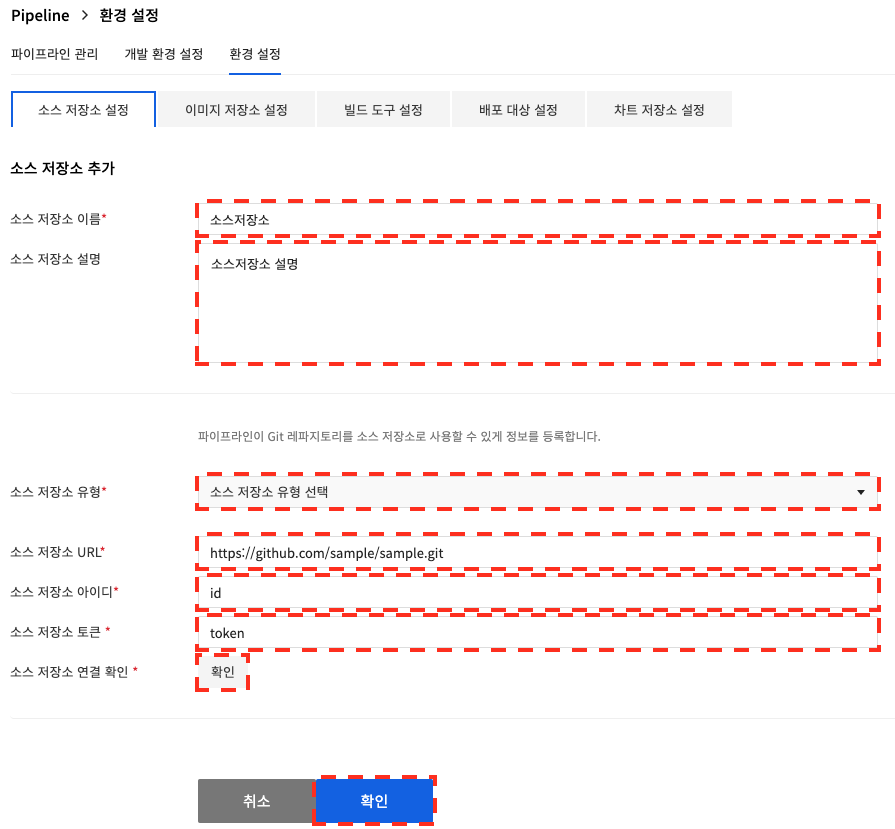 Pipeline > 환경 설정
파이프라인 관리 개발 환경 설정 환경 설정
소스 저장소 설정 이미지 저장소 설정 빌드 도구 설정 배포 대상 설정 차트 저장소 설정
소스 저장소 추가
소스 저장소 이름* 소스저장소
소스 저장소 설명 소스저장소 설명
파이프라인이 Git 레파지토리를 소스 저장소로 사용할 수 있게 정보를 등록합니다.
소스 저장소 유형* 소스 저장소 유형 선택
소스 저장소 URL* https://github.com/sample/sample.git
소스 저장소 아이디* id
소스 저장소 토큰 * token
소스 저장소 연결 확인 * 확인
취소 확인